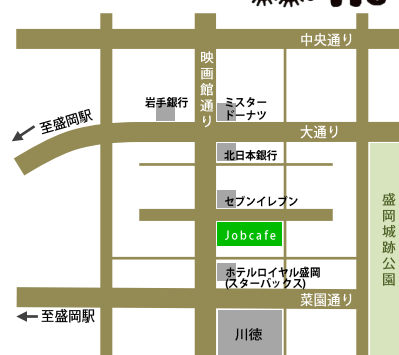 中央通り
映画館通り
岩手銀行
ミスター
ドーナツ
至盛岡駅
大通り
北日本銀行
セブンイレブン
盛岡城跡公園
Jobcafe
ホテルロイヤル盛岡
(スターバックス)
菜園通り
至盛岡駅
川徳